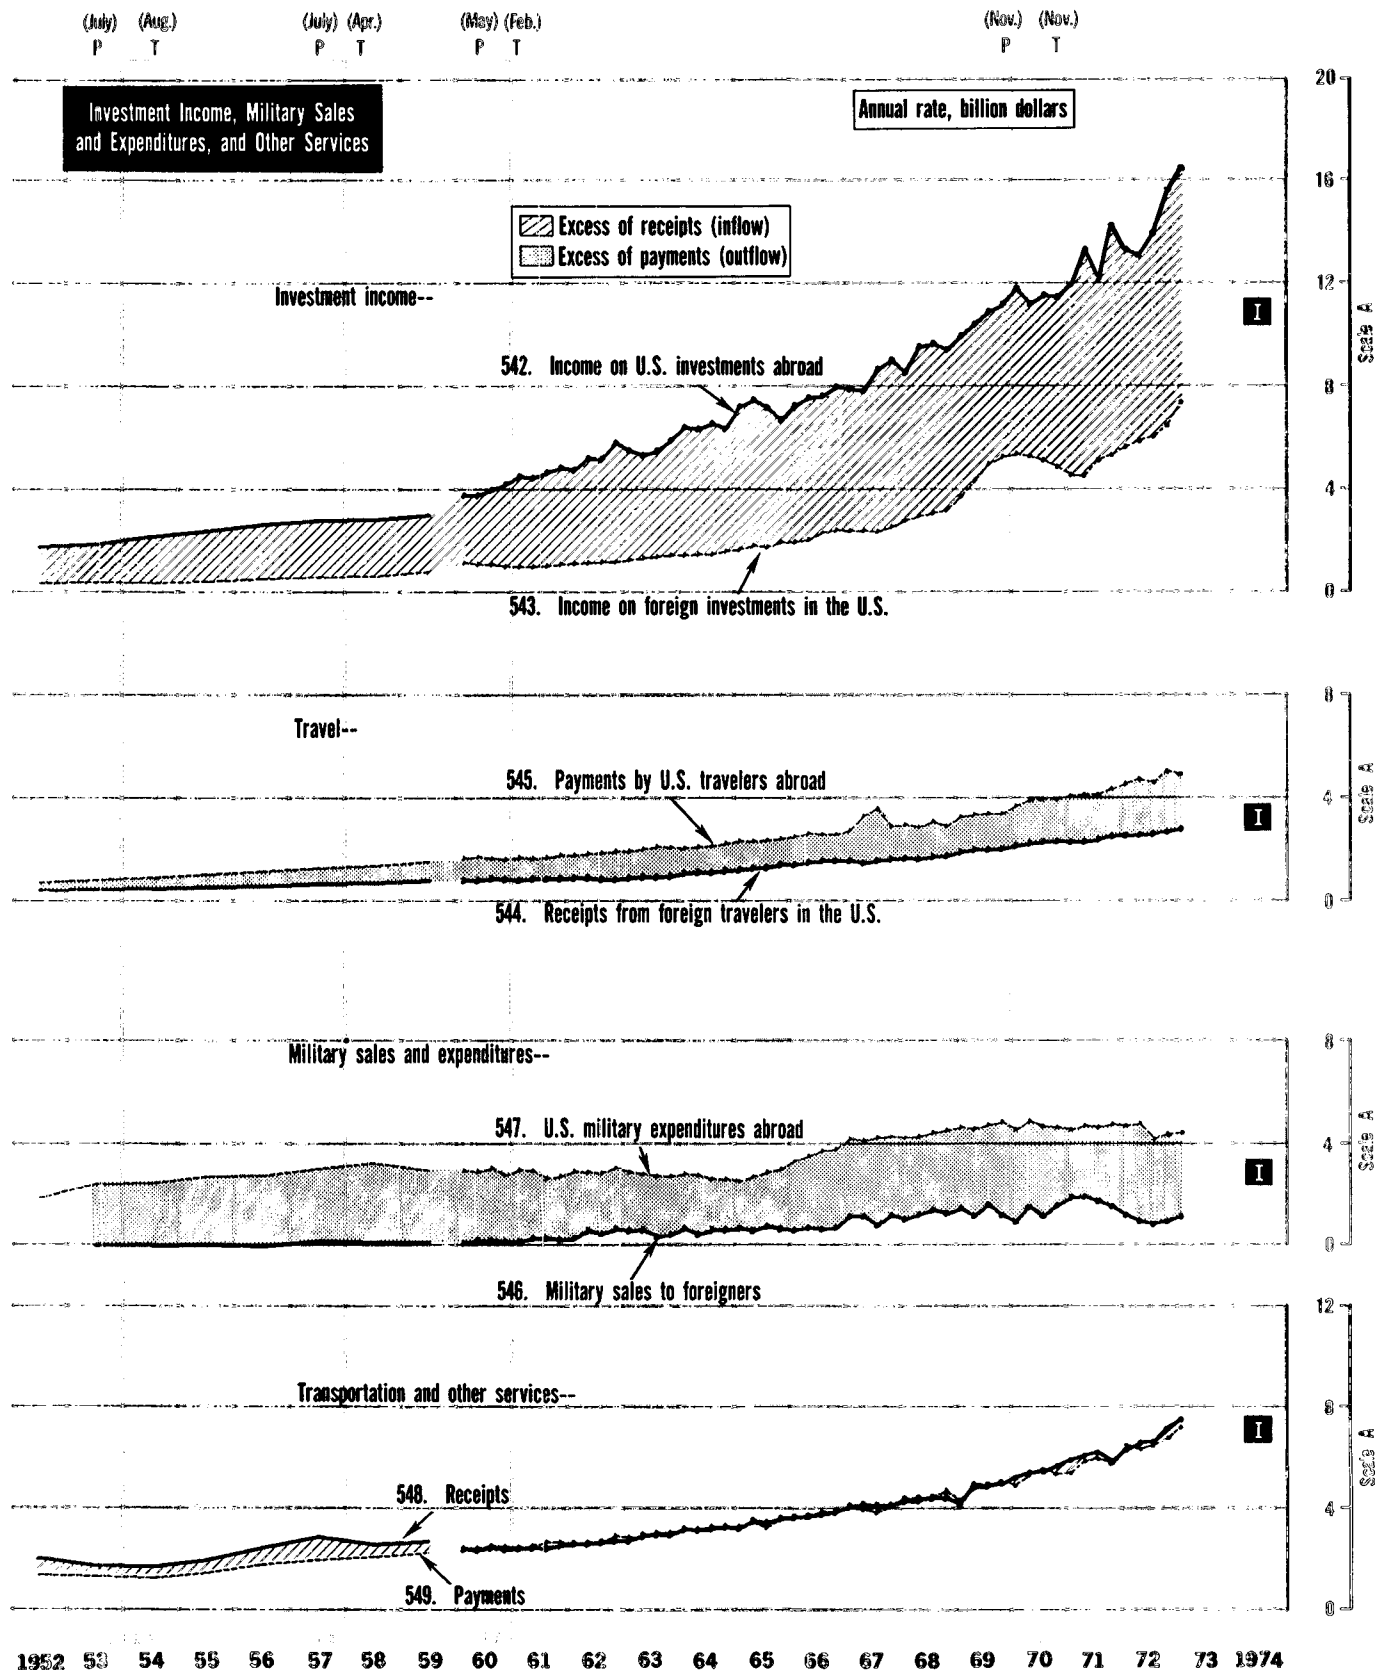 (July) (Aug.) (July) (Apr.) (May) (Feb.) (Nov.) (Nov.)
P T P T P T P T
Investment Income, Military Sales
and Expenditures, and Other Services
Annual rate, billion dollars
20
16
Excess of receipts (inflow)
Excess of payments (outflow)
Investment income--
12
I
Scale A
542. Income on U.S. investments abroad
8
4
0
543. Income on foreign investments in the U.S.
8
Travel--
545. Payments by U.S. travelers abroad
4
I
Scale A
0
544. Receipts from foreign travelers in the U.S.
8
Military sales and expenditures--
547. U.S. military expenditures abroad
4
I
Scale A
0
546. Military sales to foreigners
12
Transportation and other services--
8
I
Scale A
548. Receipts
4
549. Payments
0
1952 53 54 55 56 57 58 59 60 61 62 63 64 65 66 67 68 69 70 71 72 73 1974